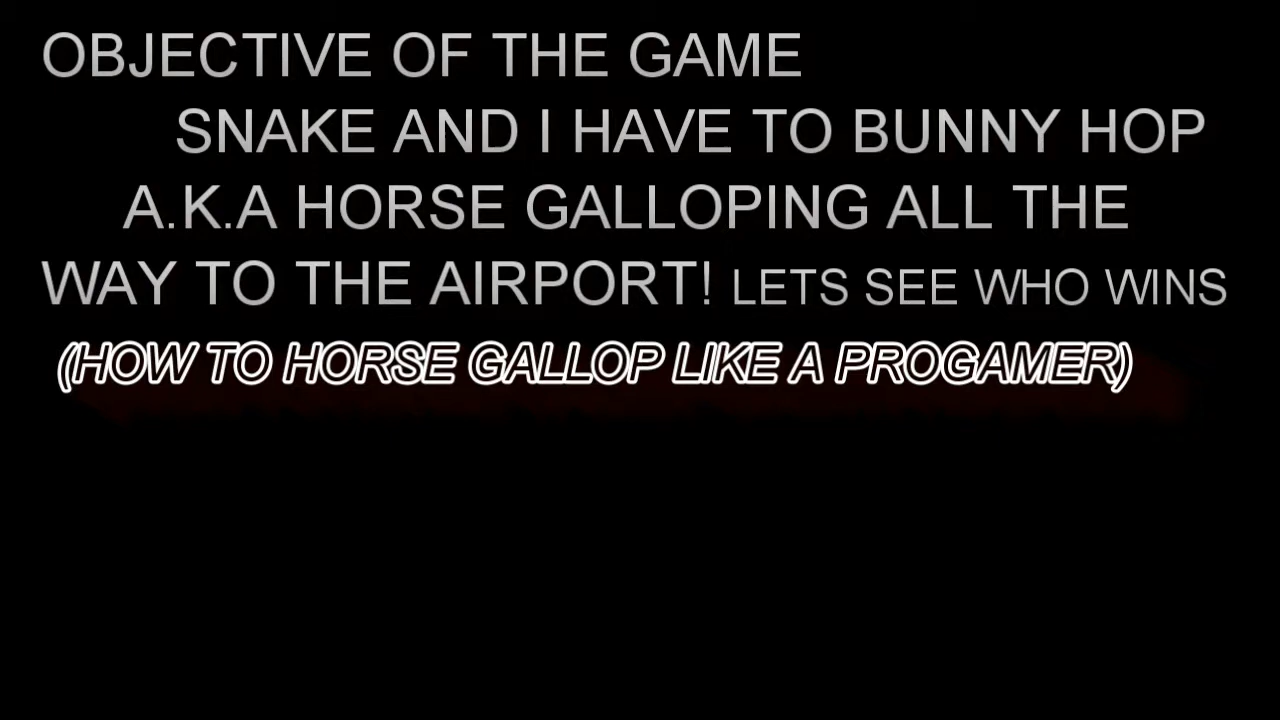 OBJECTIVE OF THE GAME
SNAKE AND I HAVE TO BUNNY HOP
A.K.A HORSE GALLOPING ALL THE
WAY TO THE AIRPORT! LETS SEE WHO WINS
(HOW TO HORSE GALLOP LIKE A PROGAMER)